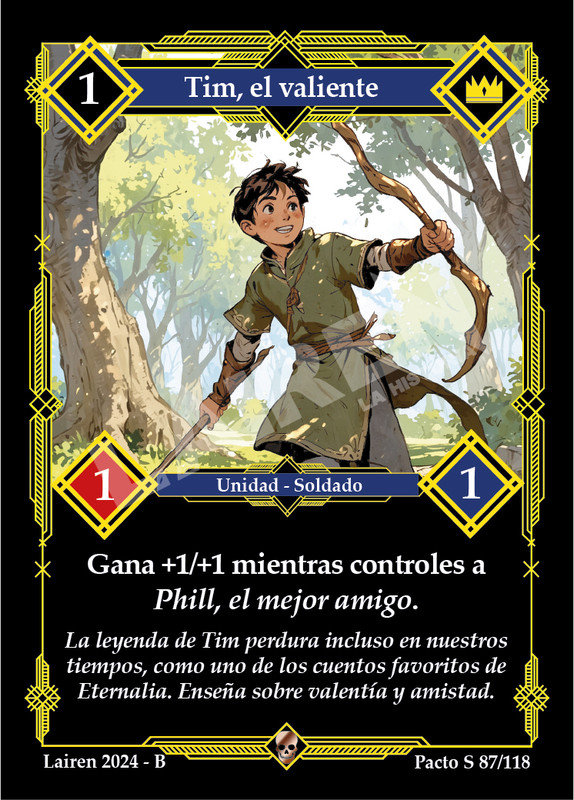 1
Tim, el valiente
1
Unidad - Soldado
1
Gana +1/+1 mientras controles a
Phill, el mejor amigo.
La leyenda de Tim perdura incluso en nuestros
tiempos, como uno de los cuentos favoritos de
Eternalia. Enseña sobre valentía y amistad.
Lairen 2024 - B
Pacto S 87/118